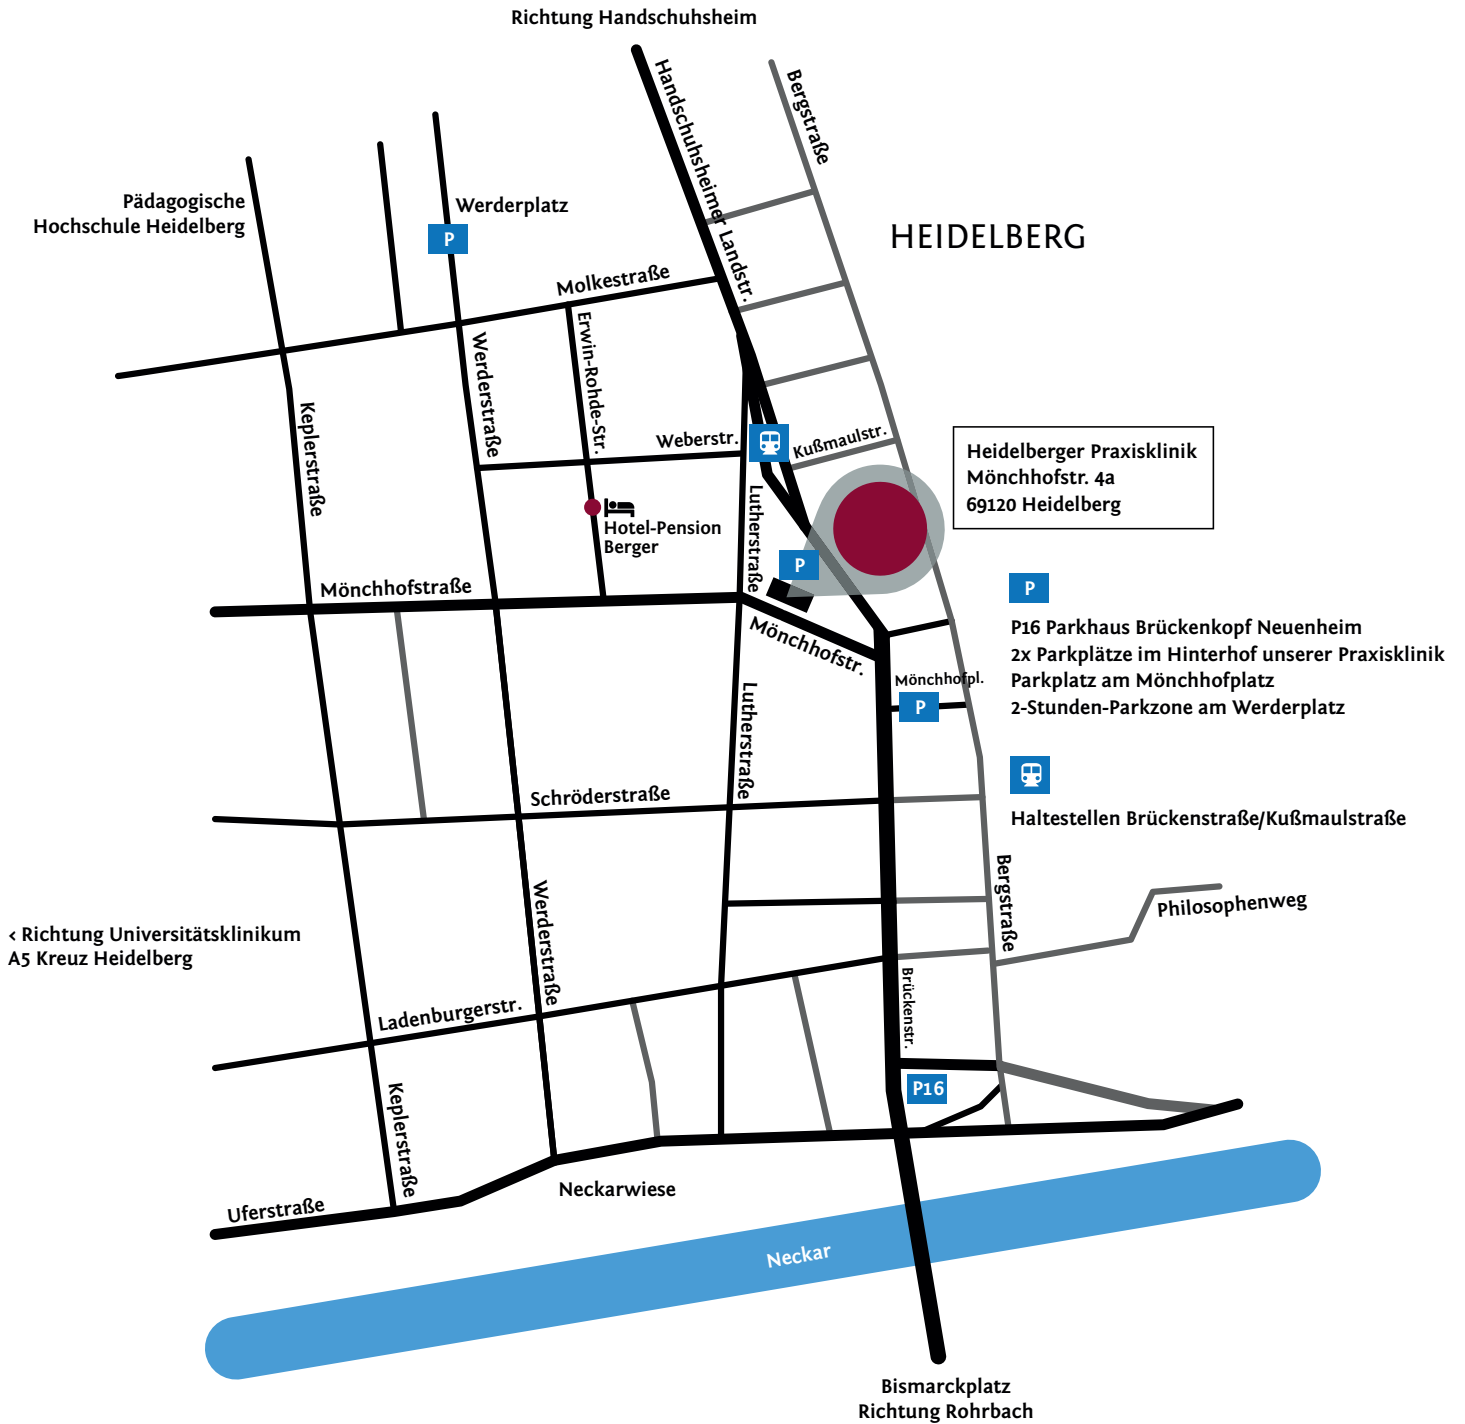 Richtung Handschuhsheim
Handschuhsheimer Landstr.
Bergstraße
Pädagogische
Hochschule Heidelberg
Werderplatz
P
HEIDELBERG
Molkestraße
Erwin-Rohde-Str.
Werderstraße
Keplerstraße
Weberstr.
Kußmaulstr.
Heidelberger Praxisklinik
Mönchhofstr. 4a
69120 Heidelberg
Lutherstraße
Hotel-Pension
Berger
P
Mönchhofstraße
Mönchhofstr.
P
P16 Parkhaus Brückenkopf Neuenheim
2x Parkplätze im Hinterhof unserer Praxisklinik
Parkplatz am Mönchhofplatz
2-Stunden-Parkzone am Werderplatz
Mönchhofpl.
P
Lutherstraße
Schröderstraße
Haltestellen Brückenstraße/Kußmaulstraße
Bergstraße
Philosophenweg
Werderstraße
< Richtung Universitätsklinikum
A5 Kreuz Heidelberg
Brückenstr.
Ladenburgerstr.
P16
Keplerstraße
Neckarwiese
Uferstraße
Neckar
Bismarckplatz
Richtung Rohrbach